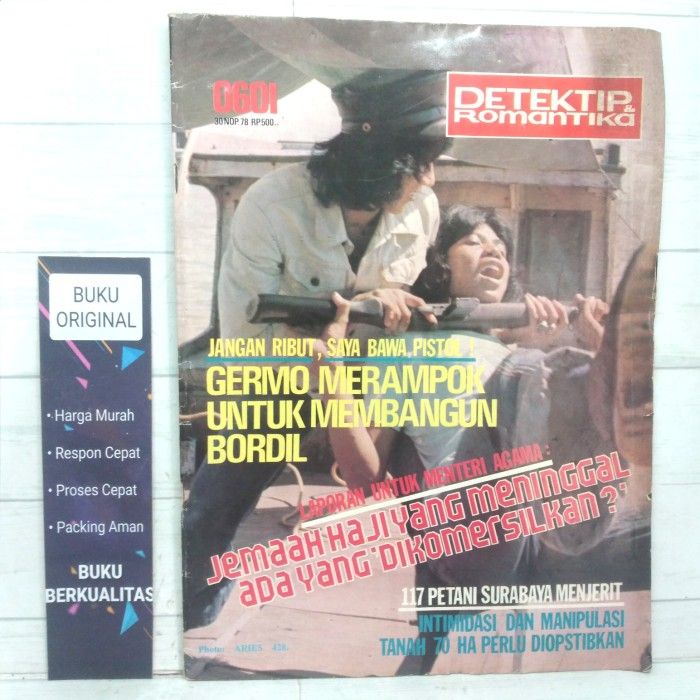 0601
30 NOP. 78 RP 500..
DETEKTIP &
ROMANTIKA
JANGAN RIBUT, SAYA BAWA, PISTOL !
GERMO MERAMPOK
UNTUK MEMBANGUN
BORDIL
LAPORAN UNTUK MENTERI AGAMA :
JEMAAH HAJI YANG MENINGGAL
ADA YANG "DIKOMERSILKAN ?"
117 PETANI SURABAYA MENJERIT
INTIMIDASI DAN MANIPULASI
TANAH 70 HA PERLU DIOPSTIBKAN
Photo: ARIES 428.
BUKU
ORIGINAL
• Harga Murah
• Respon Cepat
• Proses Cepat
• Packing Aman
BUKU
BERKUALITAS